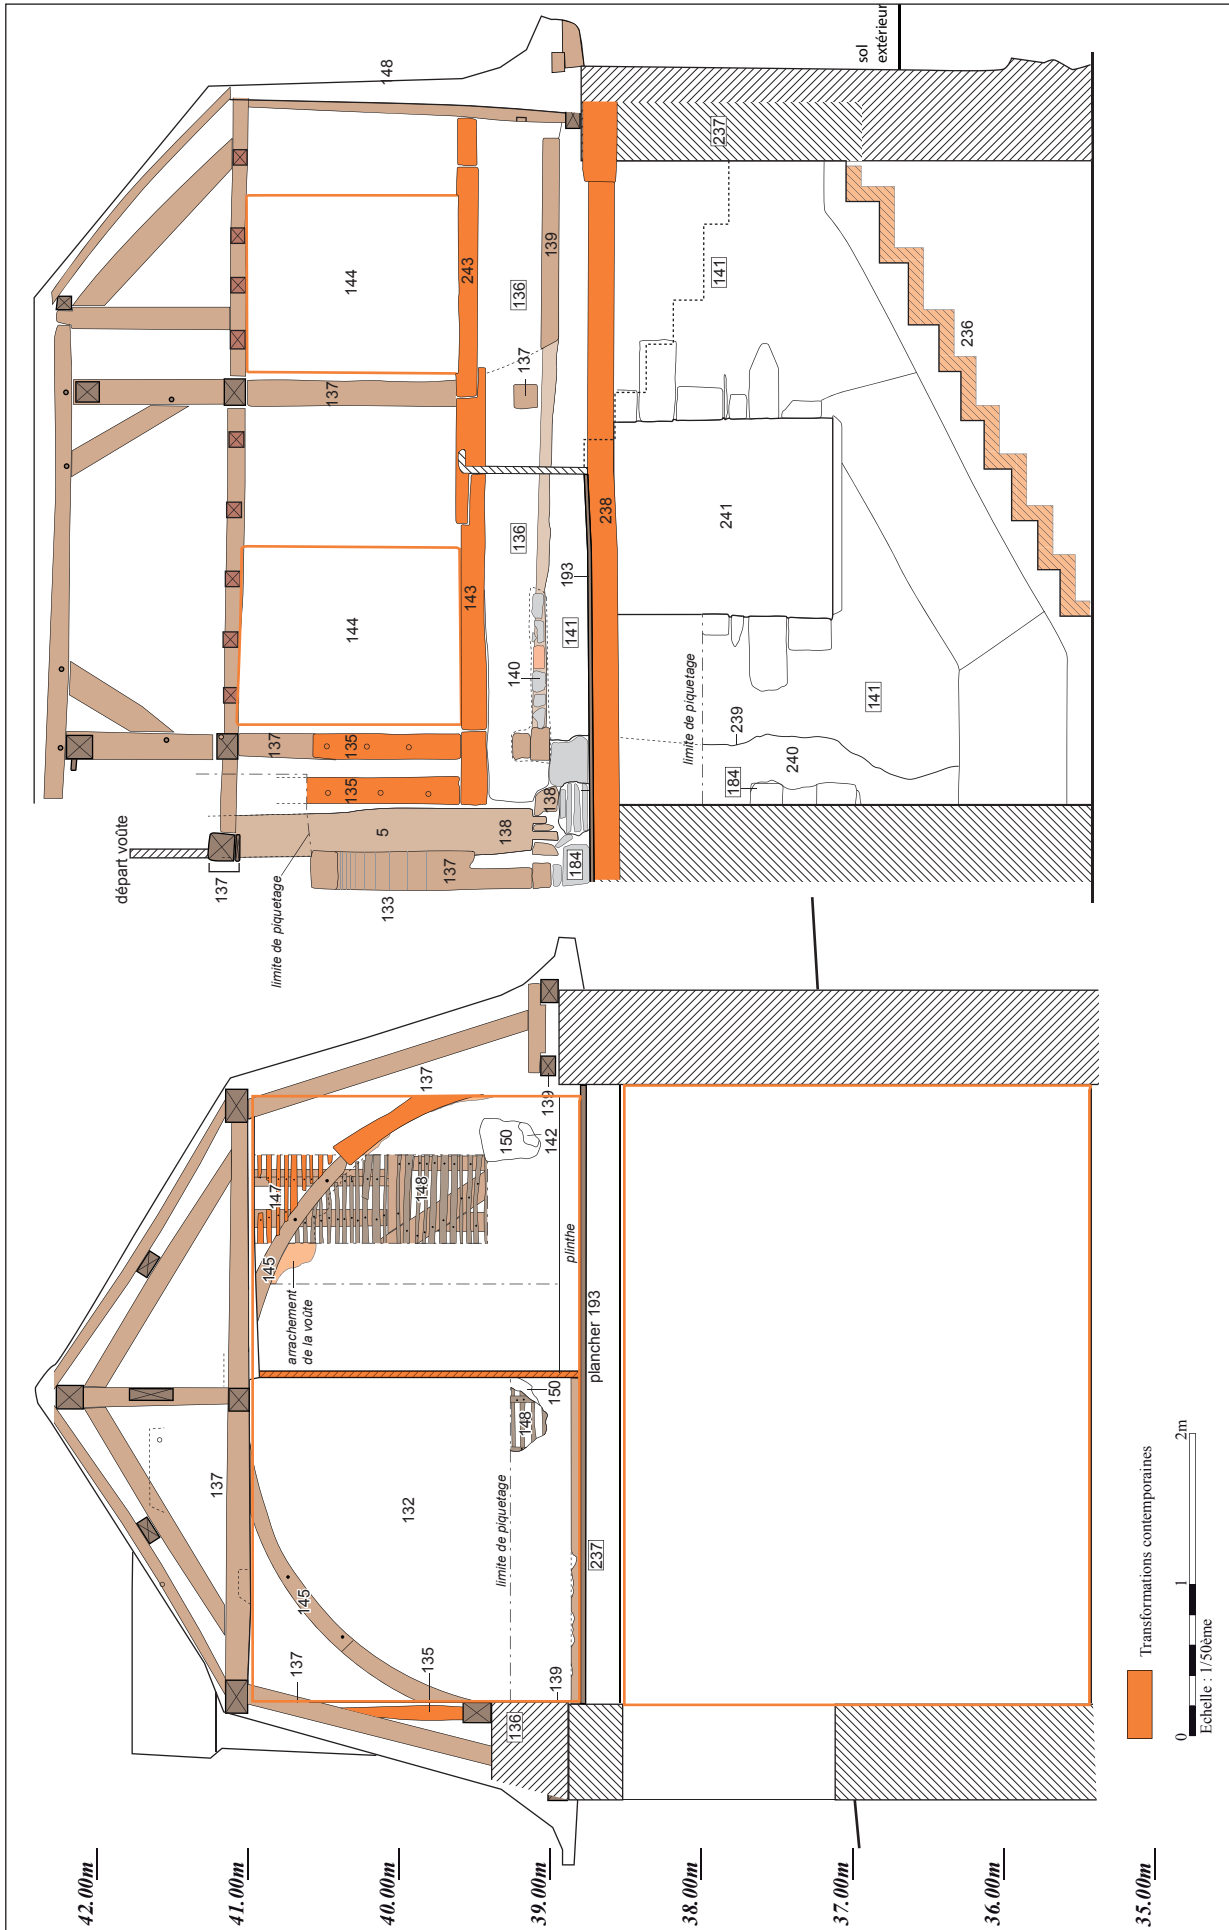 42.00m
41.00m
40.00m
39.00m
38.00m
37.00m
36.00m
35.00m
137
145
132
137
135
139
136
237
limite de piquetage
148
150
plancher 193
plinthe
145
arrachement
de la voûte
147
148
150
142
137
139
départ voûte
137
limite de piquetage
133
5
137
138
138
184
135
135
137
143
144
140
141
136
193
137
137
136
139
243
144
148
238
184
239
240
limite de piquetage
141
241
141
237
236
sol
extérieur
Transformations contemporaines
0
1
2m
Echelle : 1/50ème